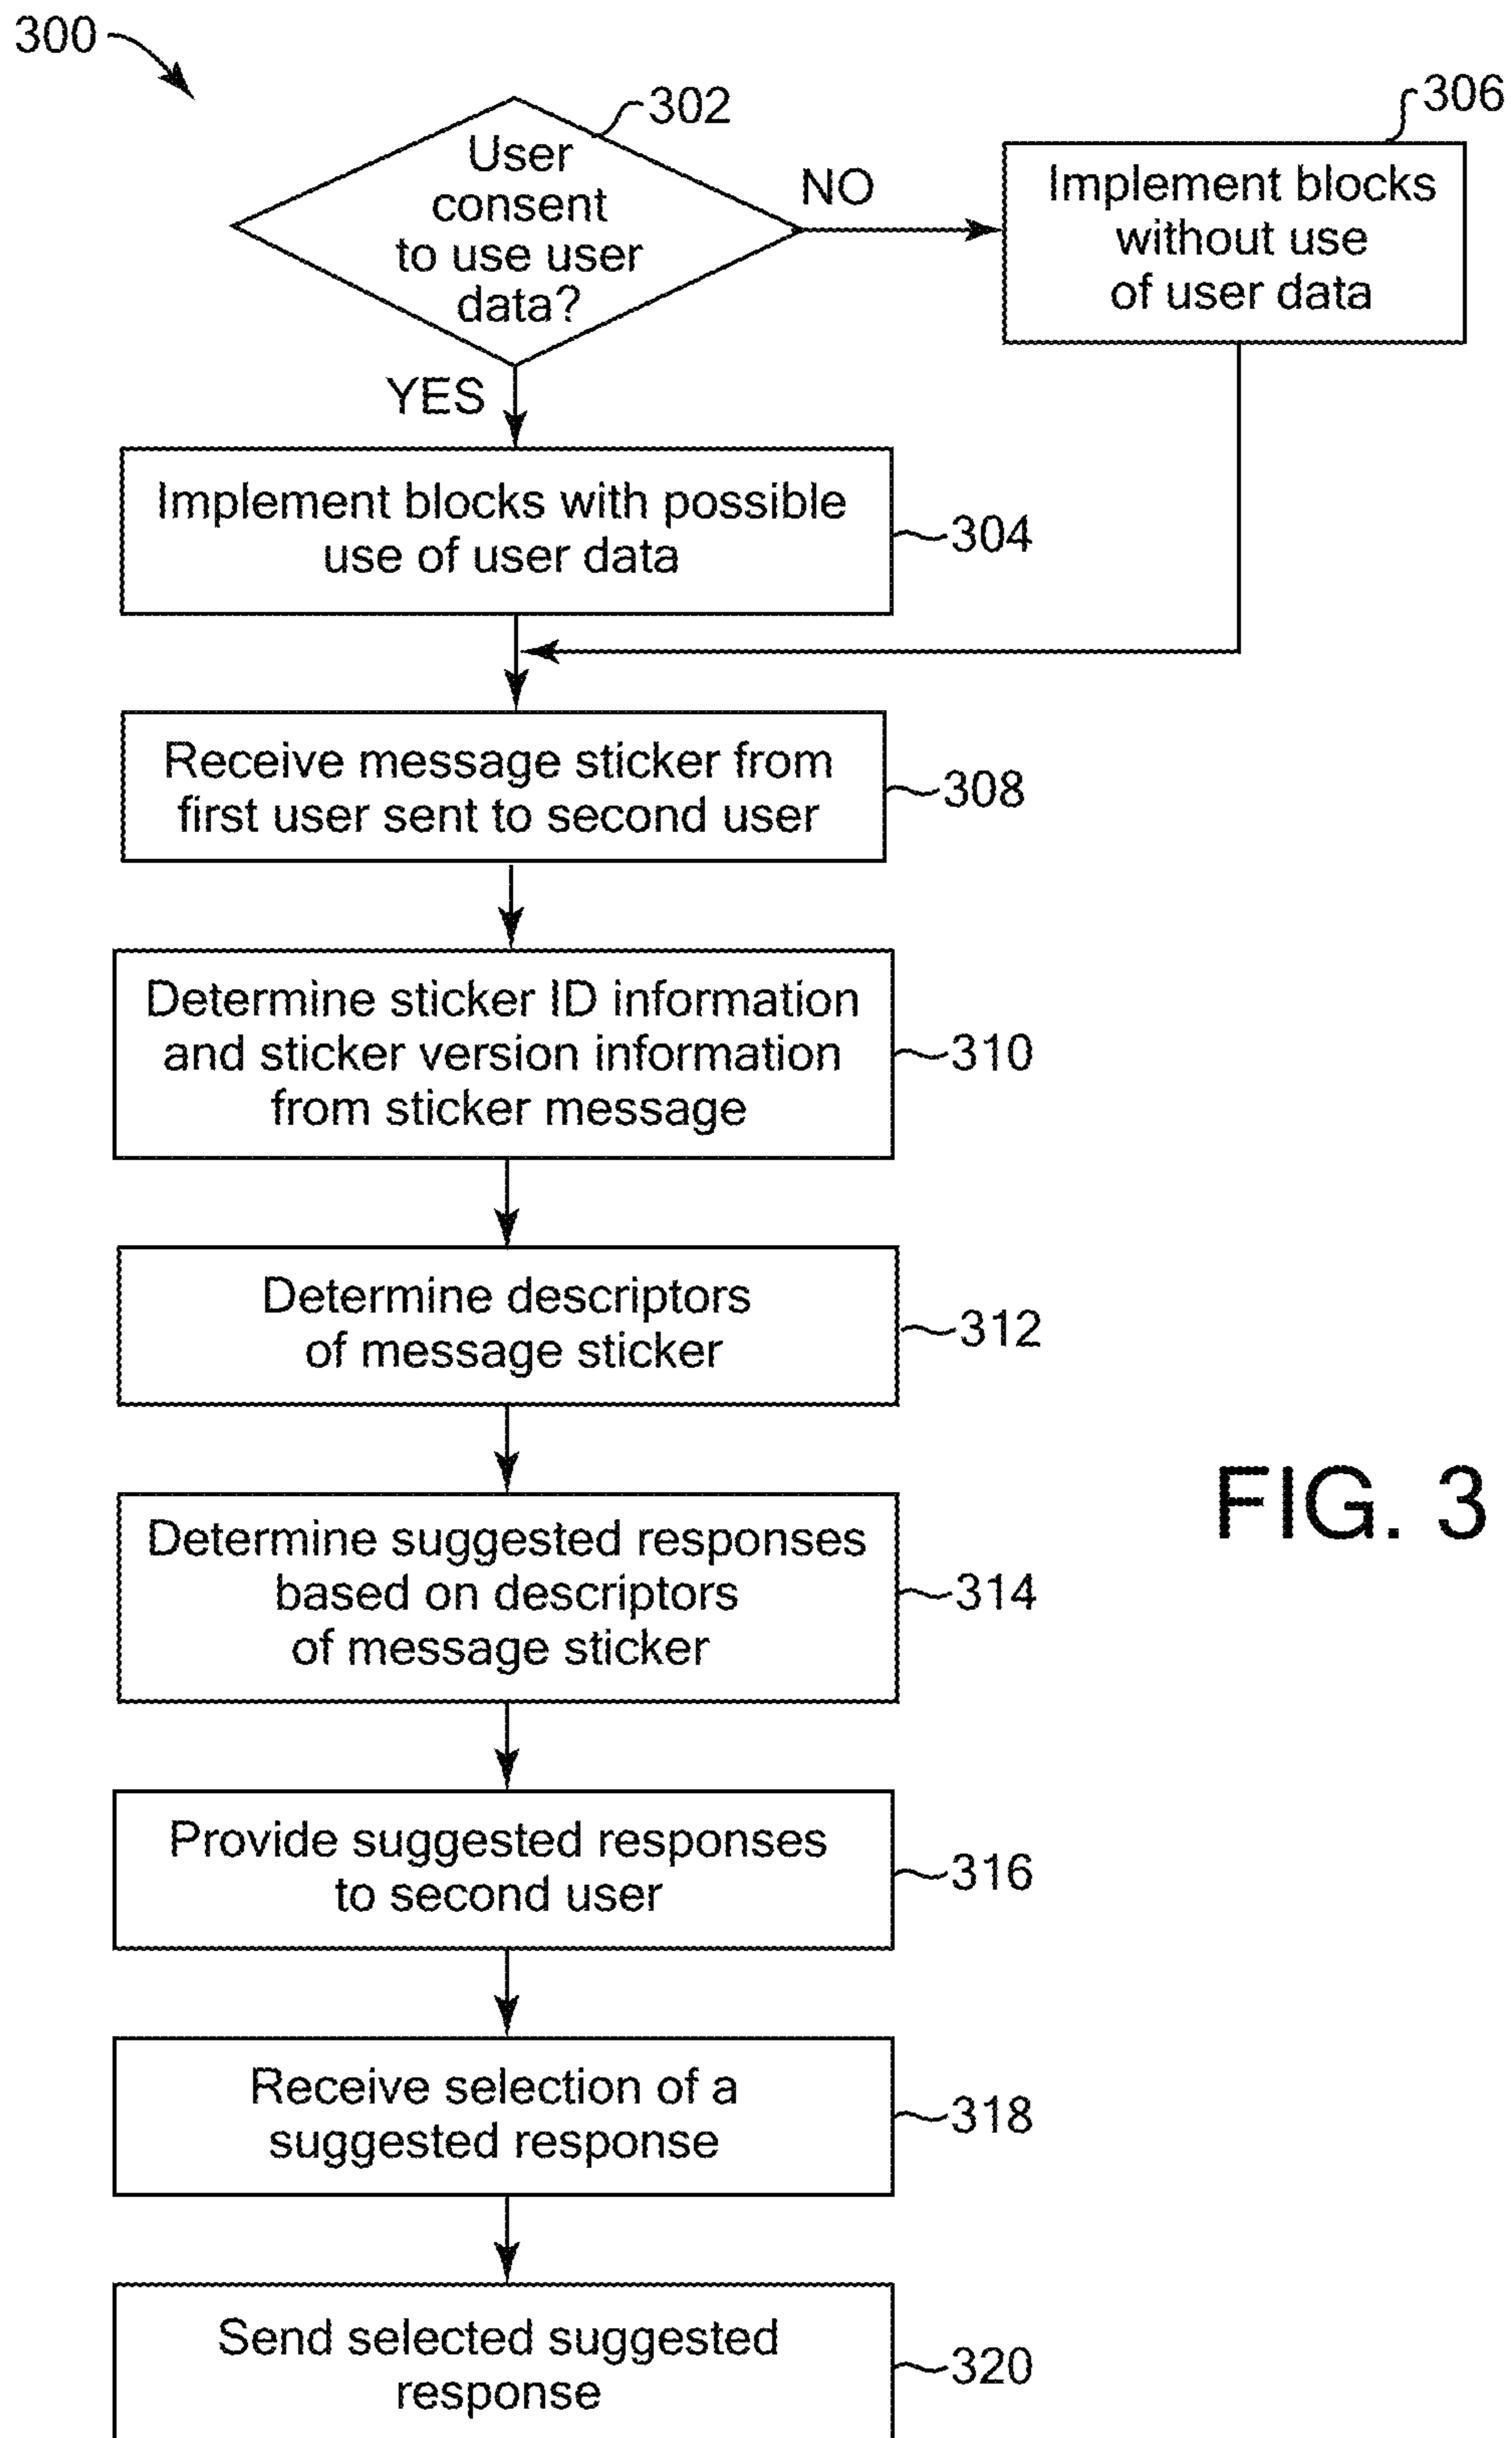 300
302
User
consent
to use user
data?
NO
306
Implement blocks
without use
of user data
YES
Implement blocks with possible
use of user data
304
Receive message sticker from
first user sent to second user
308
Determine sticker ID information
and sticker version information
from sticker message
310
Determine descriptors
of message sticker
312
Determine suggested responses
based on descriptors
of message sticker
314
FIG. 3
Provide suggested responses
to second user
316
Receive selection of a
suggested response
318
Send selected suggested
response
320